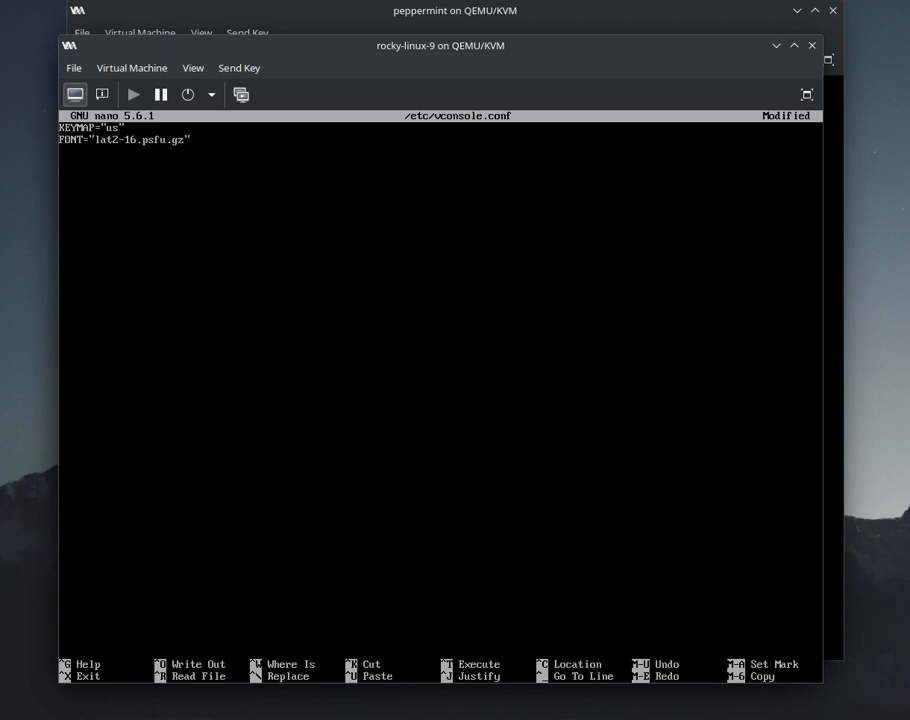 peppermint on QEMU/KVM
File Virtual Machine View Send Key
rocky-linux-9 on QEMU/KVM
File Virtual Machine View Send Key
GNU nano 5.6.1 /etc/vconsole.conf Modified
KEYMAP="us"
FONT="lat2-16.psfu.gz"
^G Help ^O Write Out ^W Where Is ^K Cut ^T Execute ^C Location M-U Undo M-A Set Mark
^X Exit ^R Read File ^\ Replace ^U Paste ^J Justify ^_ Go To Line M-E Redo M-6 Copy